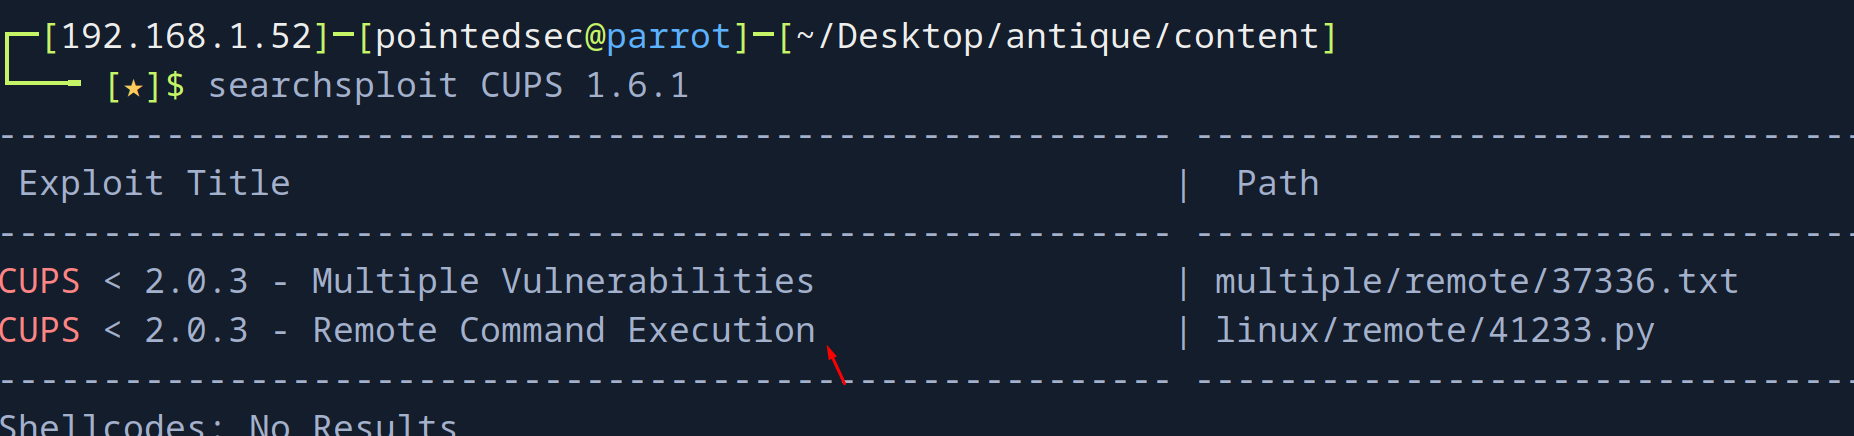 [192.168.1.52]─[pointedsec@parrot]─[~/Desktop/antique/content]
[★]$ searchsploit CUPS 1.6.1
-------------------------------------------------------- -------------------------------
Exploit Title | Path
-------------------------------------------------------- -------------------------------
CUPS < 2.0.3 - Multiple Vulnerabilities | multiple/remote/37336.txt
CUPS < 2.0.3 - Remote Command Execution | linux/remote/41233.py
-------------------------------------------------------- -------------------------------
Shellcodes: No Results